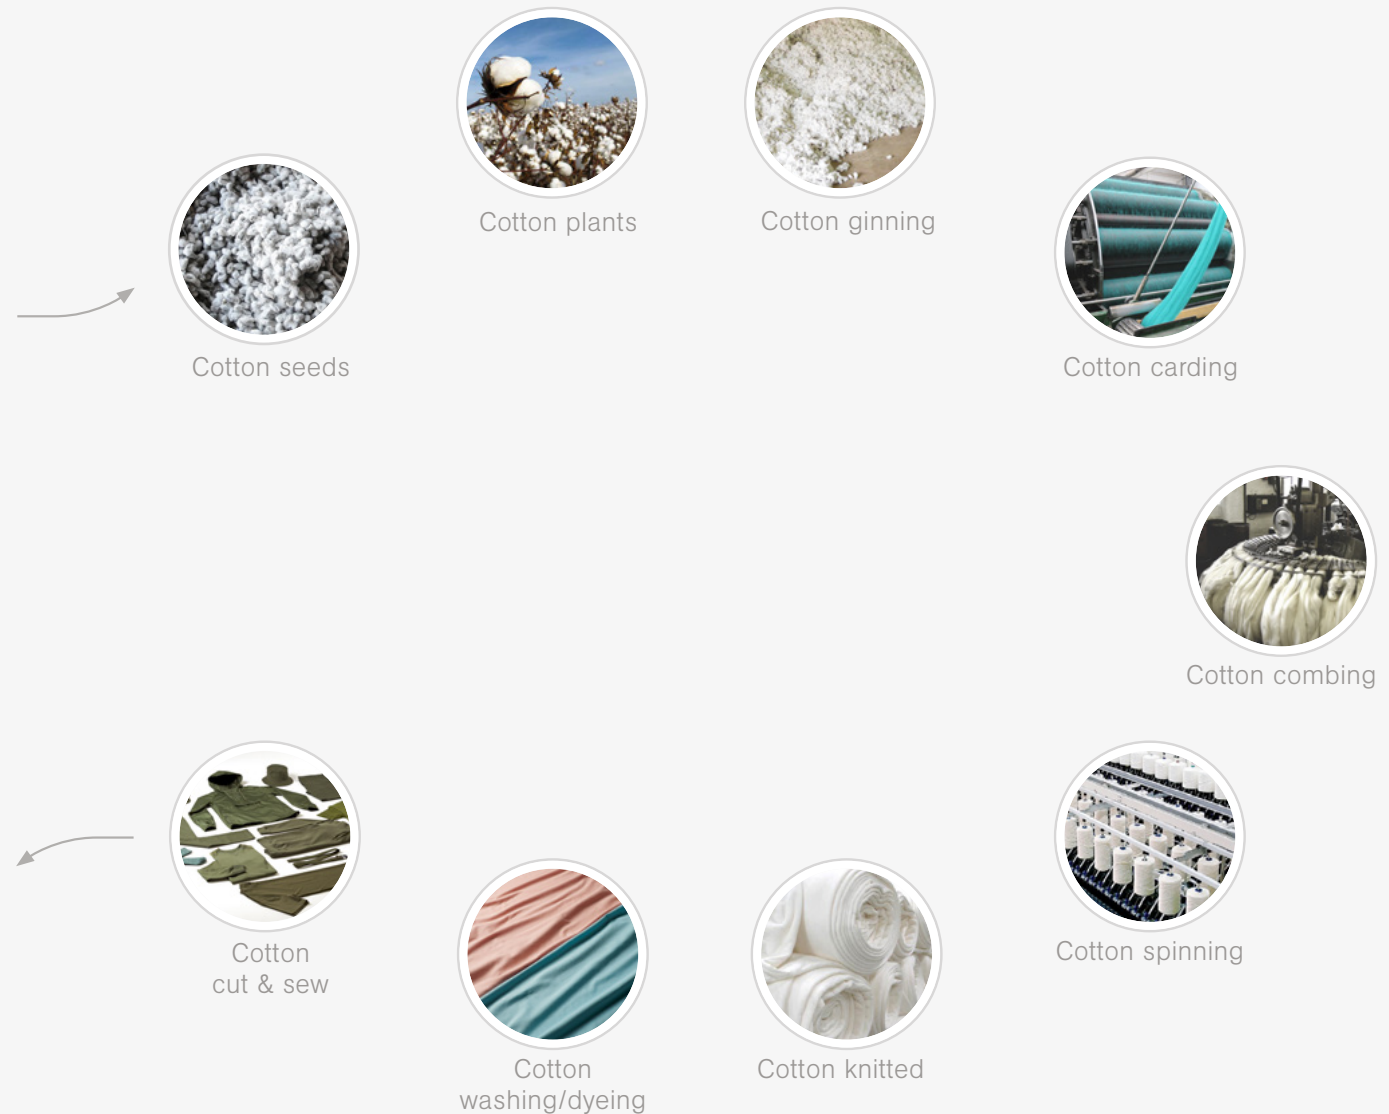 Cotton plants
Cotton ginning
Cotton seeds
Cotton carding
Cotton combing
Cotton spinning
Cotton knitted
Cotton
washing/dyeing
Cotton
cut & sew